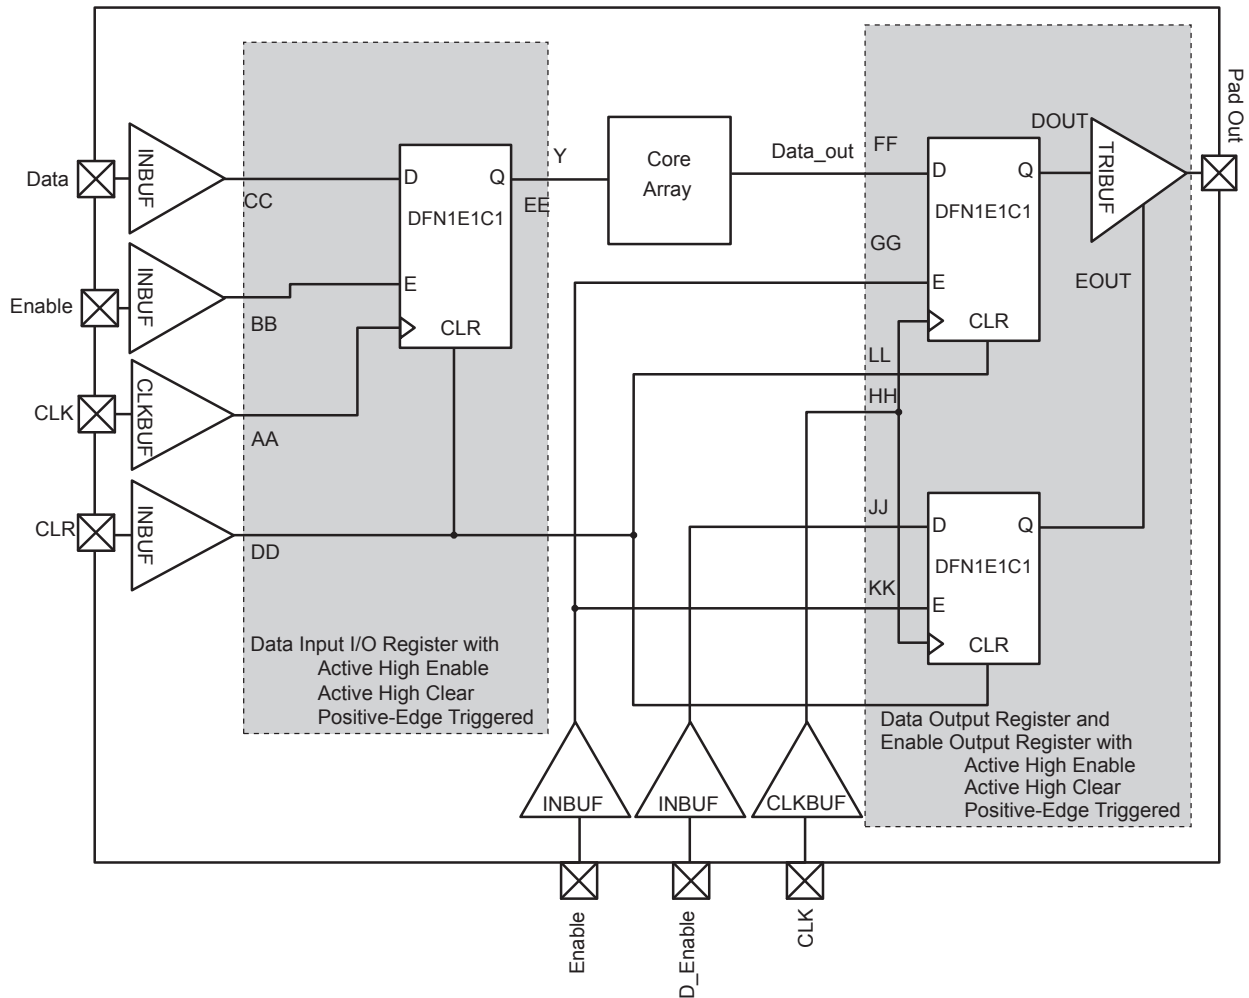 Pad Out
DOUT
TRIBUF
EOUT
Data
INBUF
CC
D
Q
DFN1E1C1
E
CLR
Y
EE
Core
Array
Data_out
FF
D
Q
DFN1E1C1
GG
E
CLR
Enable
INBUF
BB
CLK
CLKBUF
AA
LL
HH
CLR
INBUF
DD
JJ
D
Q
DFN1E1C1
KK
E
CLR
Data Input I/O Register with
Active High Enable
Active High Clear
Positive-Edge Triggered
Data Output Register and
Enable Output Register with
Active High Enable
Active High Clear
Positive-Edge Triggered
INBUF
INBUF
CLKBUF
Enable
D_Enable
CLK